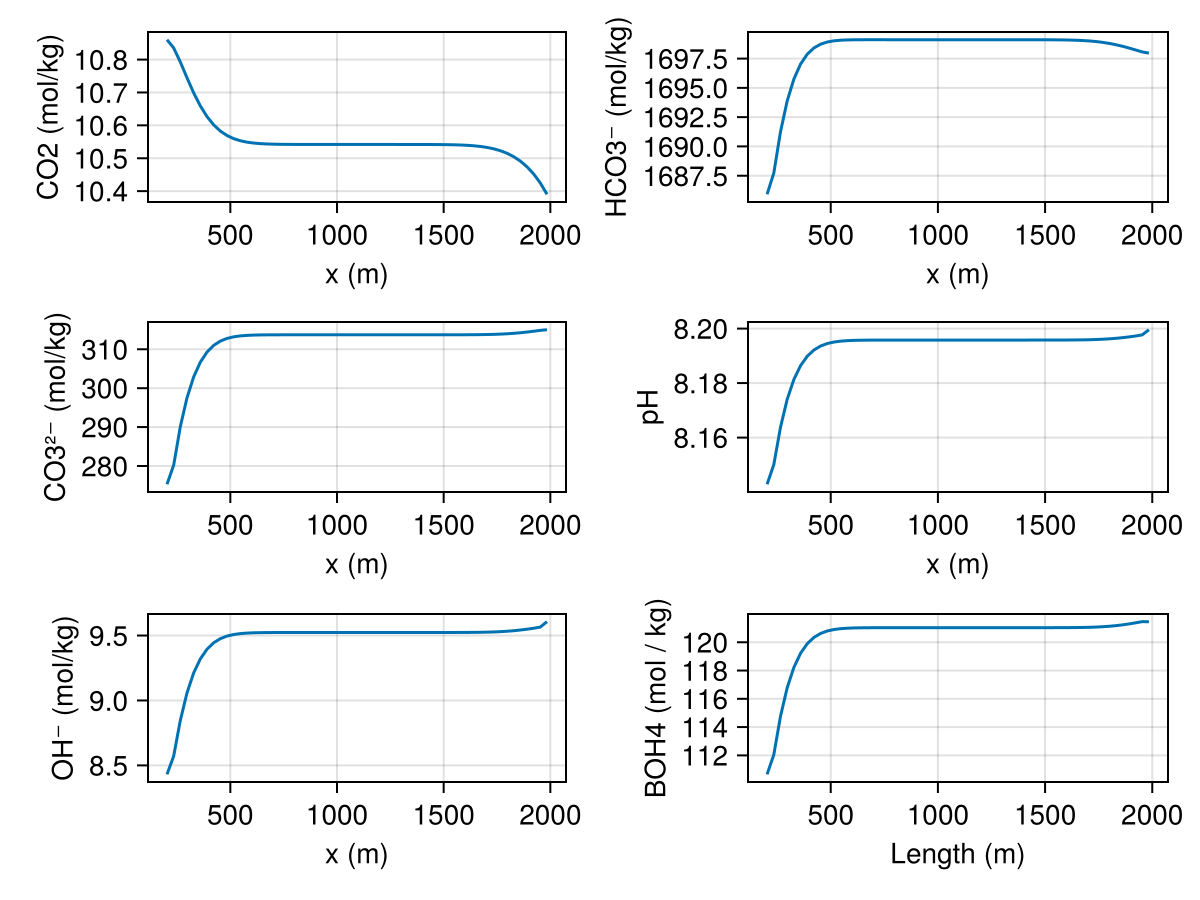 CO2 (mol/kg)
10.8
10.7
10.6
10.5
10.4
500 1000 1500 2000
x (m)
HCO3⁻ (mol/kg)
1697.5
1695.0
1692.5
1690.0
1687.5
500 1000 1500 2000
x (m)
CO3²⁻ (mol/kg)
310
300
290
280
500 1000 1500 2000
x (m)
pH
8.20
8.18
8.16
500 1000 1500 2000
x (m)
OH⁻ (mol/kg)
9.5
9.0
8.5
500 1000 1500 2000
x (m)
BOH4 (mol / kg)
120
118
116
114
112
500 1000 1500 2000
Length (m)